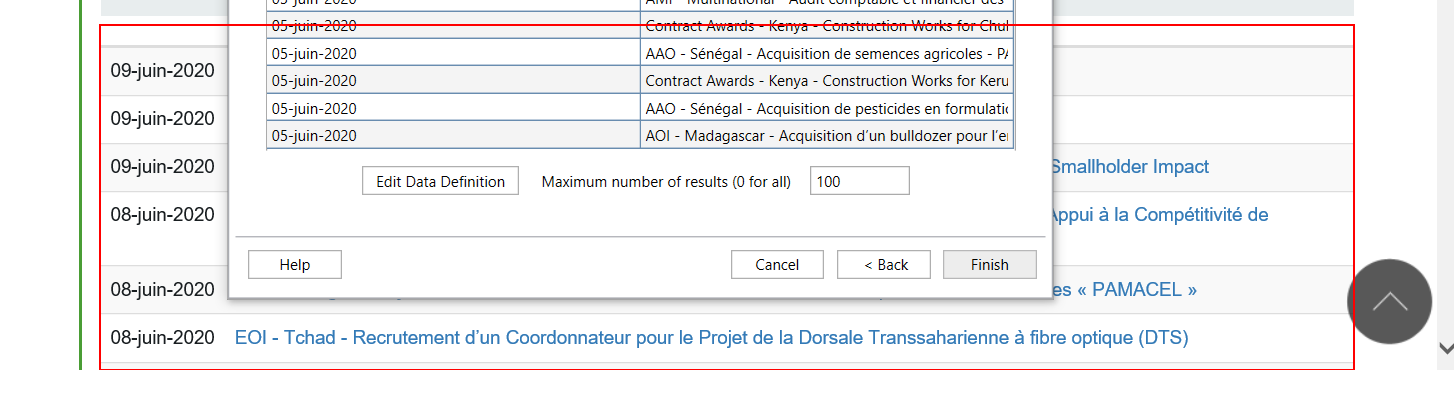 05-juin-2020 AMI - Multinational - Audit comptable et financier des
05-juin-2020 Contract Awards - Kenya - Construction Works for
05-juin-2020 AAO - Sénégal - Acquisition de semences agricoles -
05-juin-2020 Contract Awards - Kenya - Construction Works for Keru
05-juin-2020 AAO - Sénégal - Acquisition de pesticides en
05-juin-2020 AOI - Madagascar - Acquisition d'un bulldozer pour
09-juin-2020
09-juin-2020
09-juin-2020 Smallholder Impact
Edit Data Definition Maximum number of results (0 for all) 100
08-juin-2020 Appui à la Compétitivité de
Help Cancel < Back Finish
08-juin-2020 es « PAMACEL »
08-juin-2020 EOI - Tchad - Recrutement d'un Coordonnateur pour le Projet de la Dorsale Transsaharienne à fibre optique (DTS)